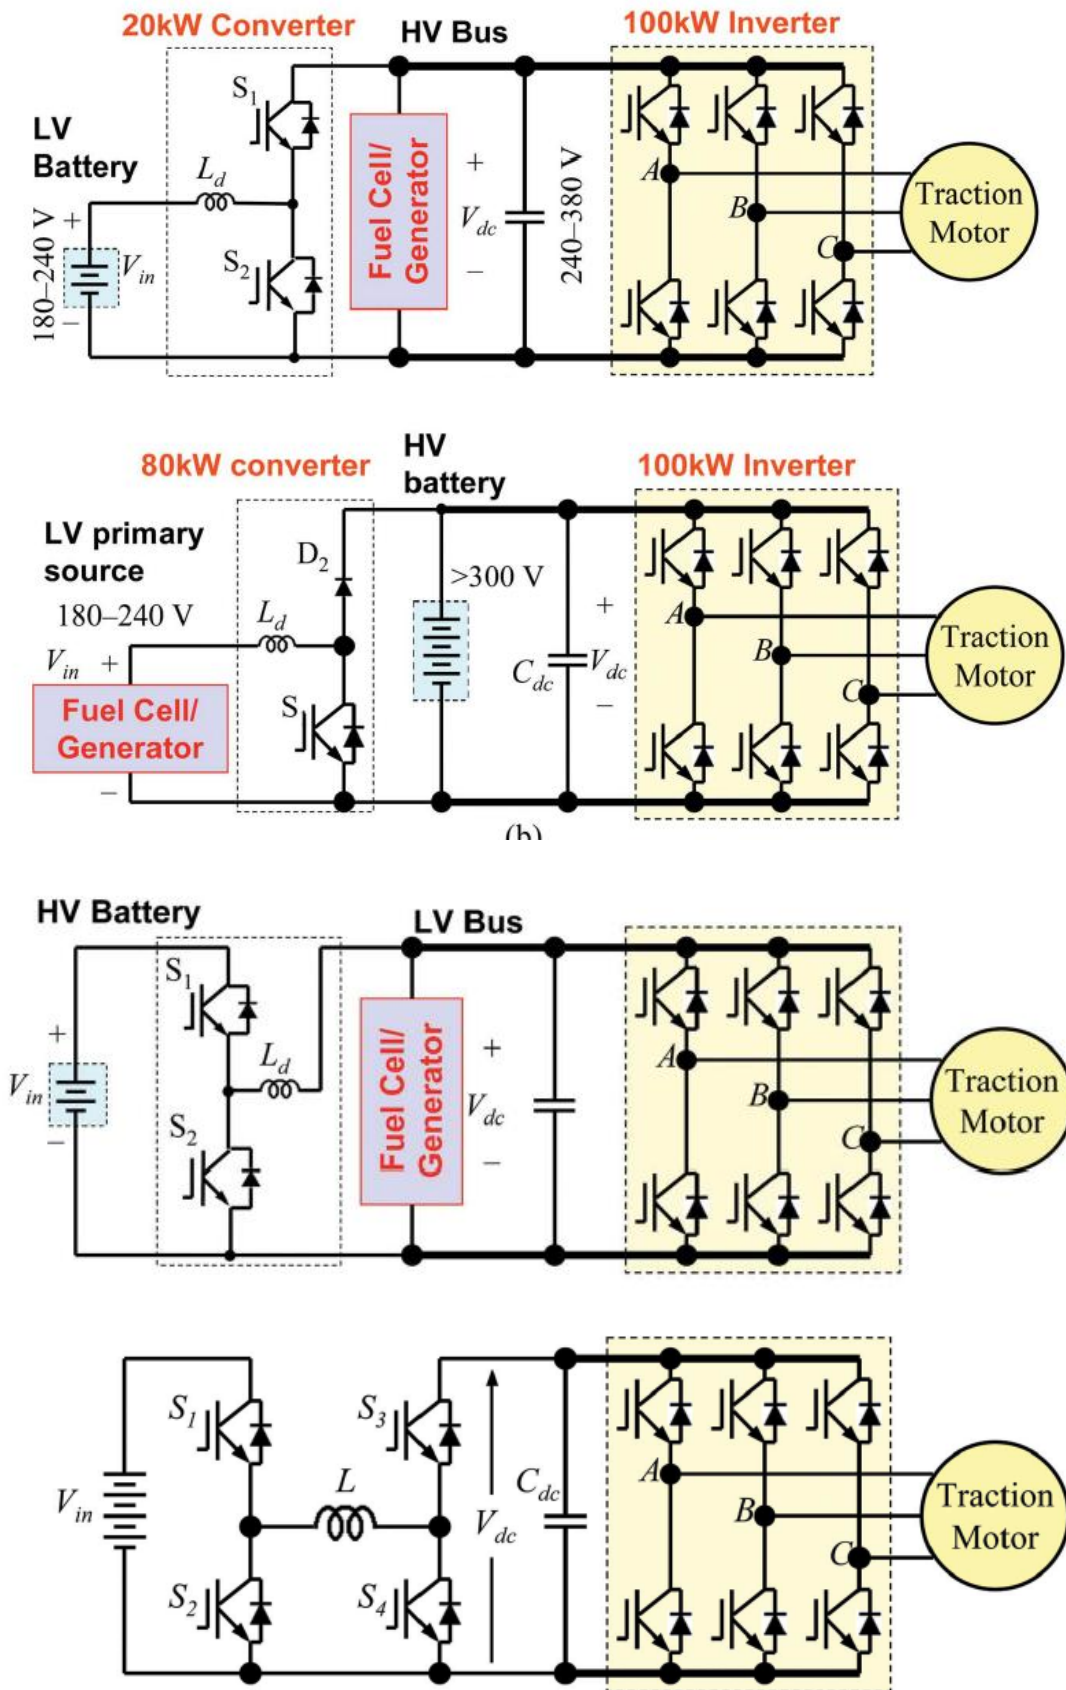 20kW Converter
HV Bus
100kW Inverter
LV
Battery
S1
Ld
S2
180–240 V
+
Vin
–
Fuel Cell/
Generator
+
Vdc
–
240–380 V
A
B
C
Traction
Motor
80kW converter
HV
battery
100kW Inverter
LV primary
source
180–240 V
D2
Ld
>300 V
Vin
+
Fuel Cell/
Generator
–
S
Cdc
+
Vdc
–
A
B
C
Traction
Motor
(b)
HV Battery
LV Bus
S1
Ld
S2
+
Vin
–
Fuel Cell/
Generator
+
Vdc
–
A
B
C
Traction
Motor
S1
S3
Vin
L
Vdc
Cdc
S2
S4
A
B
C
Traction
Motor